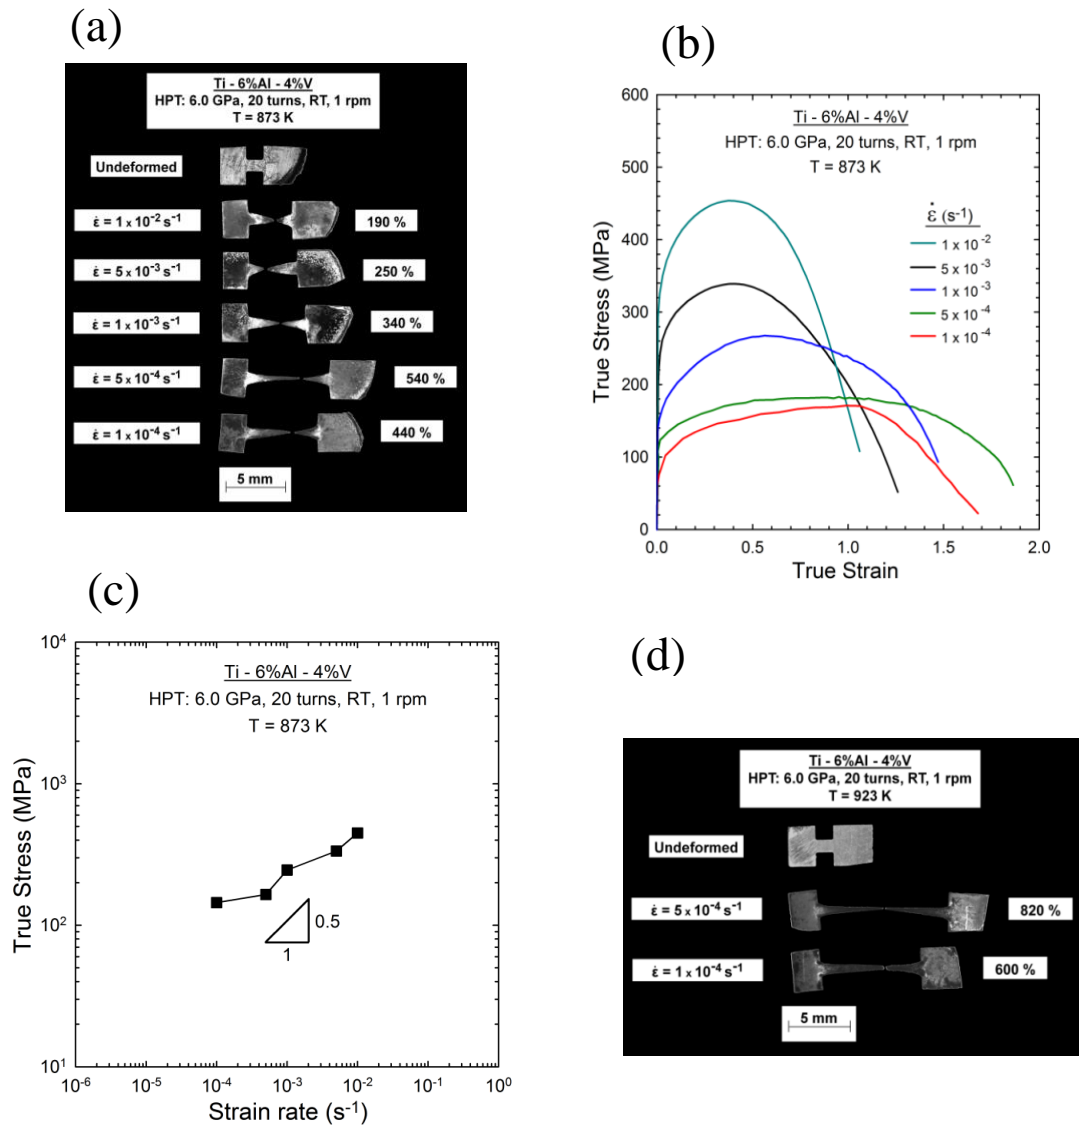 (a)
Ti - 6%Al - 4%V
HPT: 6.0 GPa, 20 turns, RT, 1 rpm
T = 873 K
Undeformed
ε̇ = 1 x 10⁻² s⁻¹ 190 %
ε̇ = 5 x 10⁻³ s⁻¹ 250 %
ε̇ = 1 x 10⁻³ s⁻¹ 340 %
ε̇ = 5 x 10⁻⁴ s⁻¹ 540 %
ε̇ = 1 x 10⁻⁴ s⁻¹ 440 %
5 mm
(b)
Ti - 6%Al - 4%V
HPT: 6.0 GPa, 20 turns, RT, 1 rpm
T = 873 K
ε̇ (s⁻¹)
1 x 10⁻²
5 x 10⁻³
1 x 10⁻³
5 x 10⁻⁴
1 x 10⁻⁴
True Stress (MPa)
600
500
400
300
200
100
0
0.0 0.5 1.0 1.5 2.0
True Strain
(c)
Ti - 6%Al - 4%V
HPT: 6.0 GPa, 20 turns, RT, 1 rpm
T = 873 K
True Stress (MPa)
10⁴
10³
10²
10¹
0.5
1
10⁻⁶ 10⁻⁵ 10⁻⁴ 10⁻³ 10⁻² 10⁻¹ 10⁰
Strain rate (s⁻¹)
(d)
Ti - 6%Al - 4%V
HPT: 6.0 GPa, 20 turns, RT, 1 rpm
T = 923 K
Undeformed
ε̇ = 5 x 10⁻⁴ s⁻¹ 820 %
ε̇ = 1 x 10⁻⁴ s⁻¹ 600 %
5 mm